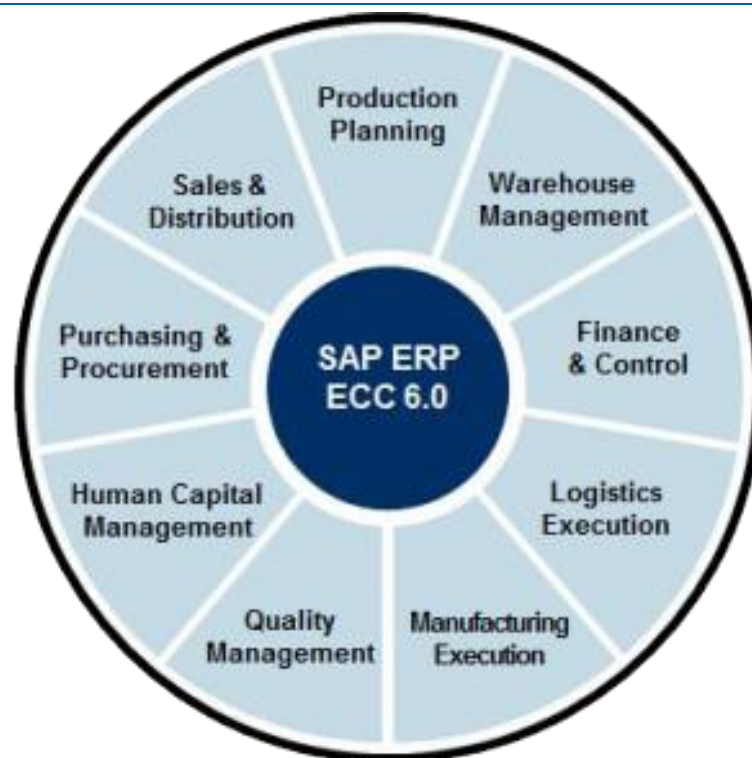 Production
Planning
Warehouse
Management
Finance
& Control
Logistics
Execution
Manufacturing
Execution
Quality
Management
Human Capital
Management
Purchasing &
Procurement
Sales &
Distribution
SAP ERP
ECC 6.0